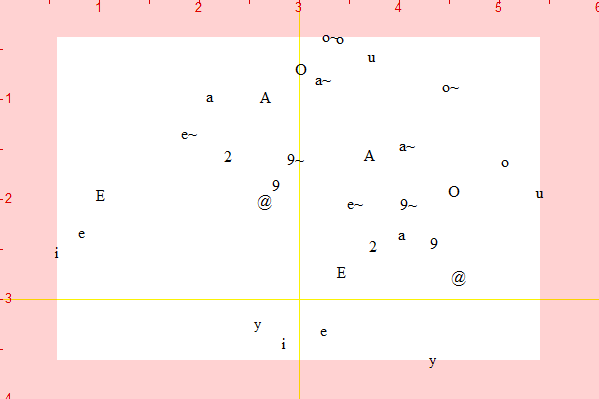 1 2 3 4 5 6
o~ o
u
O
a~
o~
a A
1
e~
a~
2 9~ A
o
9
E O u
2
@ e~ 9~
e a
2 9
i
E @
3
y
e
i
y
4